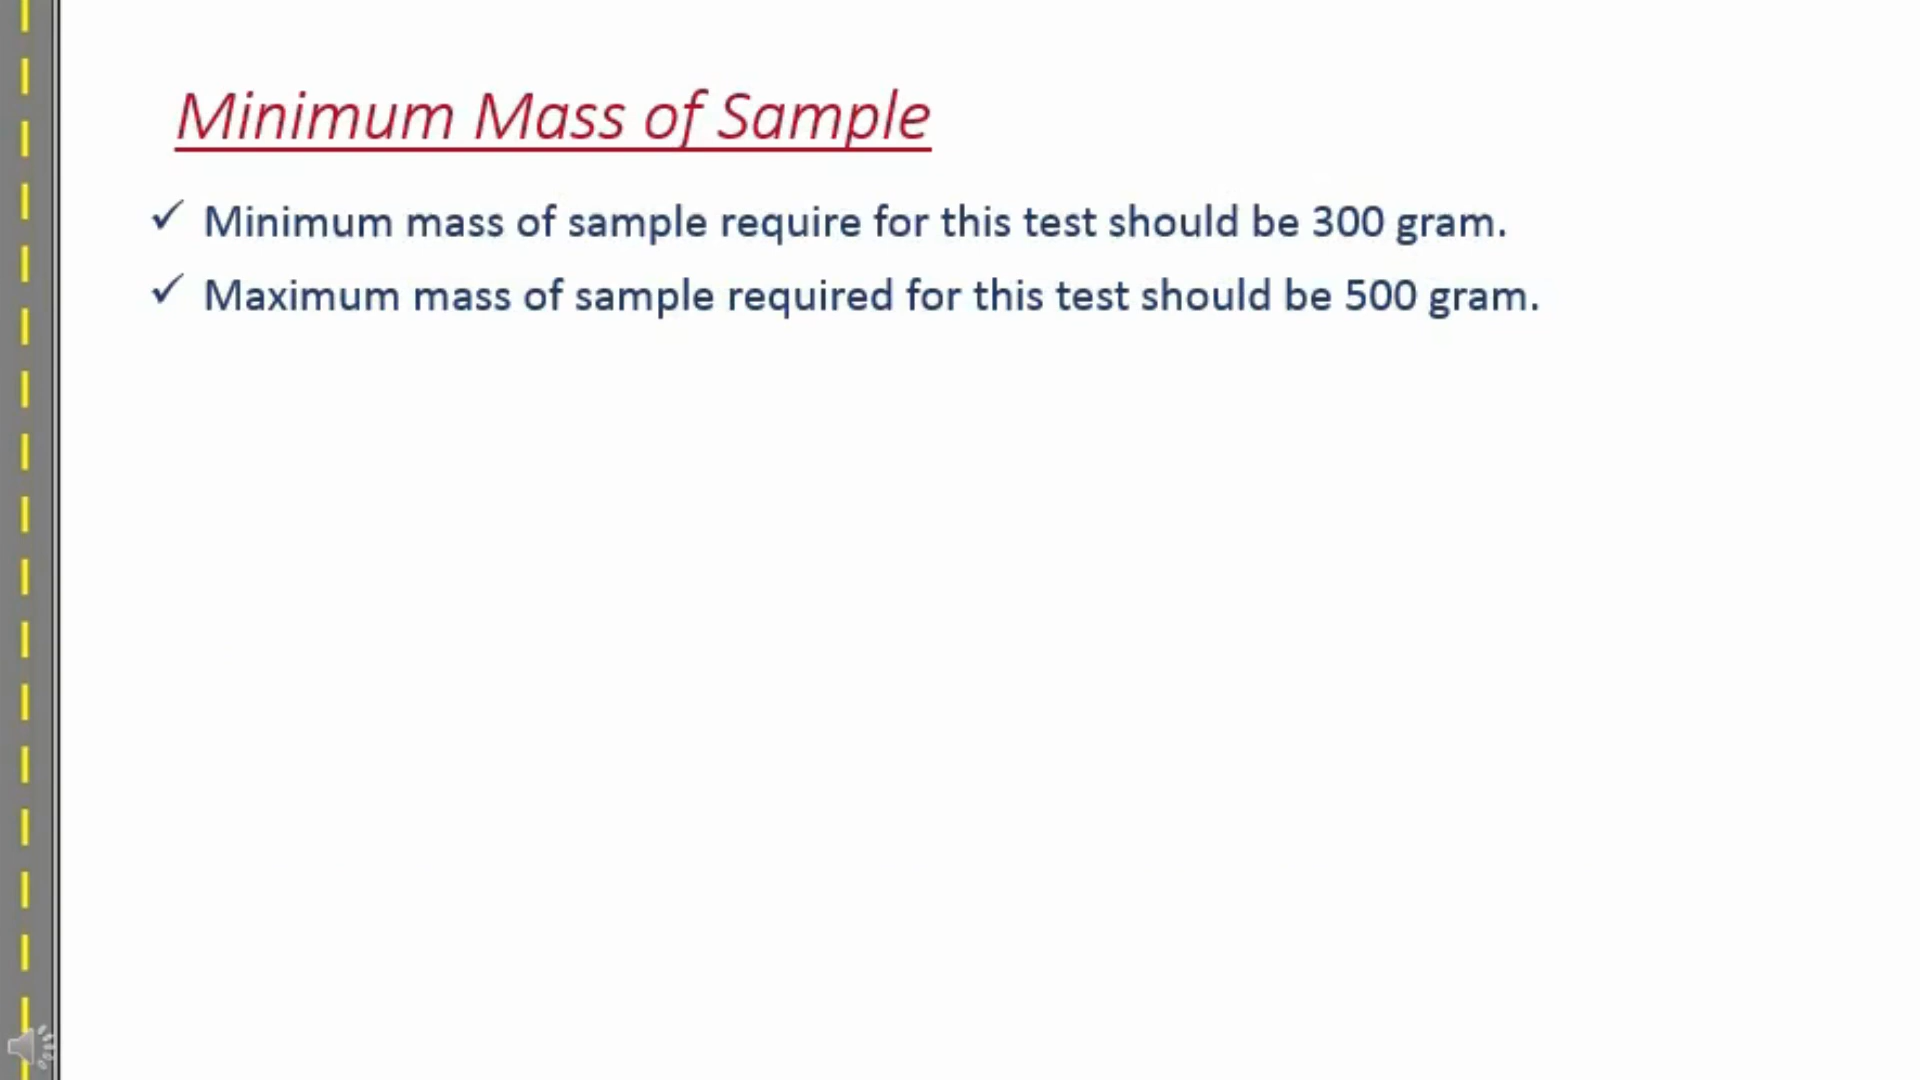 Minimum Mass of Sample
✓ Minimum mass of sample require for this test should be 300 gram.
✓ Maximum mass of sample required for this test should be 500 gram.